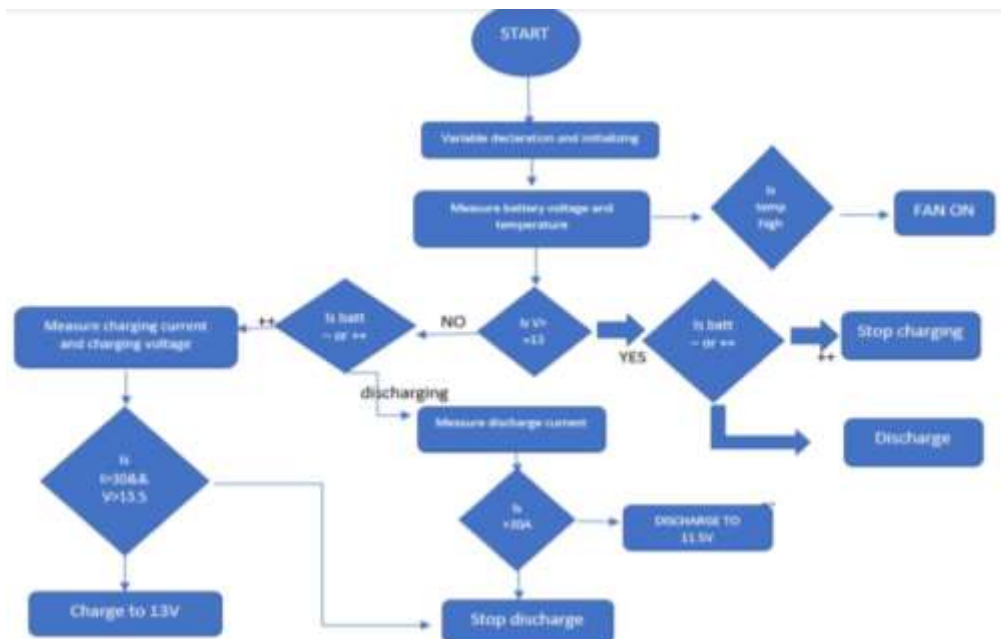 START
Variable decleration and initializing
Measure battery voltage and
temperature
Is
temp
high
FAN ON
Measure charging current
and charging voltage
++
Is batt
-- or ++
NO
Is V>
=13
YES
Is batt
-- or ++
++
Stop charging
discharging
Measure discharge current
Discharge
Is
I>30&&
V>13.5
Is
>30A
DISCHARGE TO
11.5V
Charge to 13V
Stop discharge